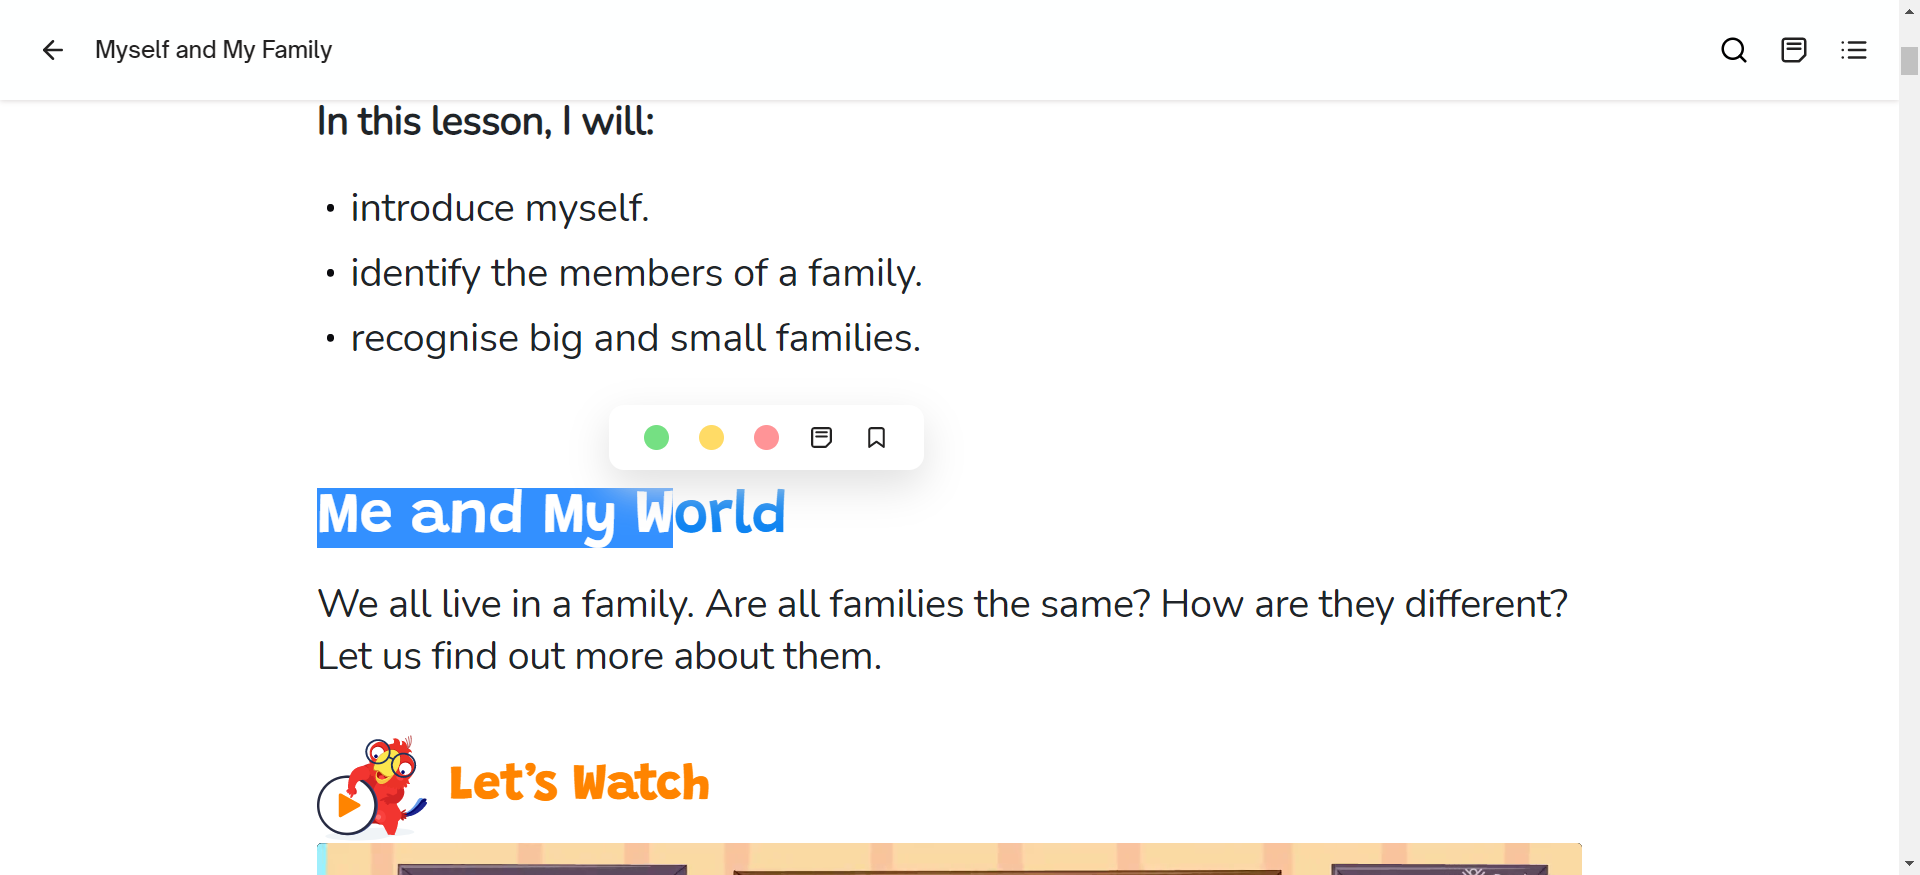 Myself and My Family
In this lesson, I will:
• introduce myself.
• identify the members of a family.
• recognise big and small families.
Me and My World
We all live in a family. Are all families the same? How are they different?
Let us find out more about them.
Let's Watch